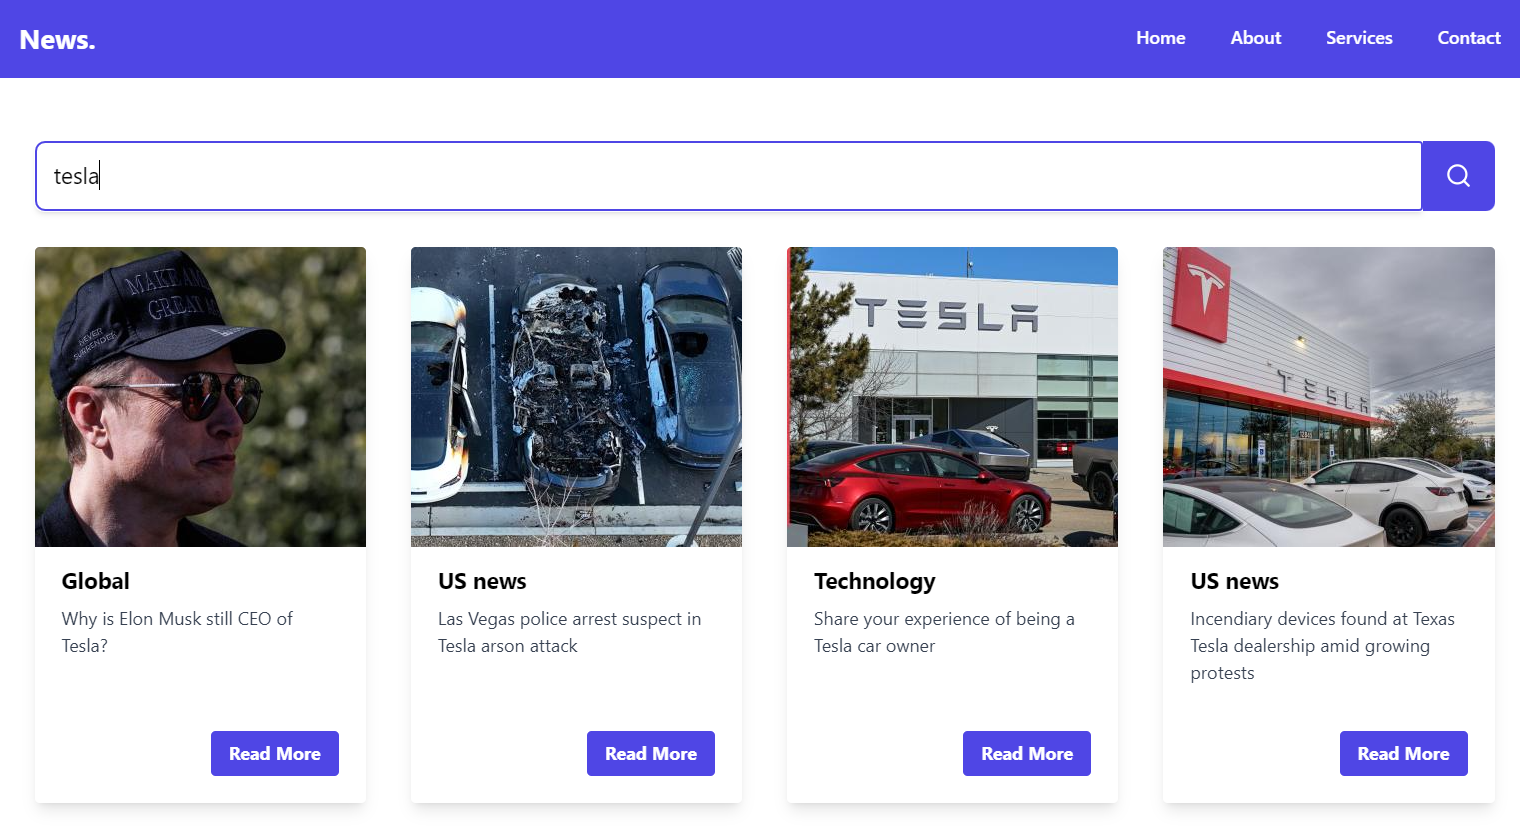 News.
Home About Services Contact
tesla
MAKE AM
GREAT
NEVER
SURRENDER
TESLA
TESLA
Global
Why is Elon Musk still CEO of
Tesla?
Read More
US news
Las Vegas police arrest suspect in
Tesla arson attack
Read More
Technology
Share your experience of being a
Tesla car owner
Read More
US news
Incendiary devices found at Texas
Tesla dealership amid growing
protests
Read More